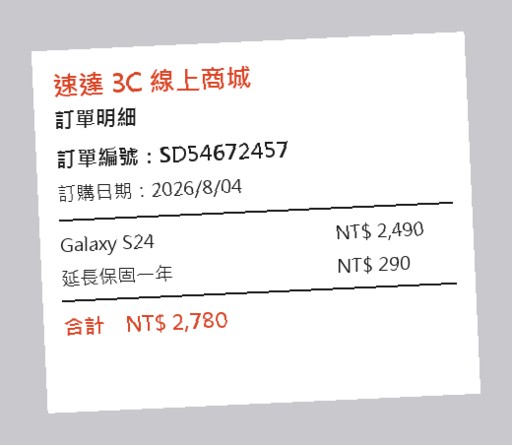 速達 3C 線上商城
訂單明細
訂單編號：SD54672457
訂購日期：2026/8/04
Galaxy S24 NT$ 2,490
延長保固一年 NT$ 290
合計 NT$ 2,780